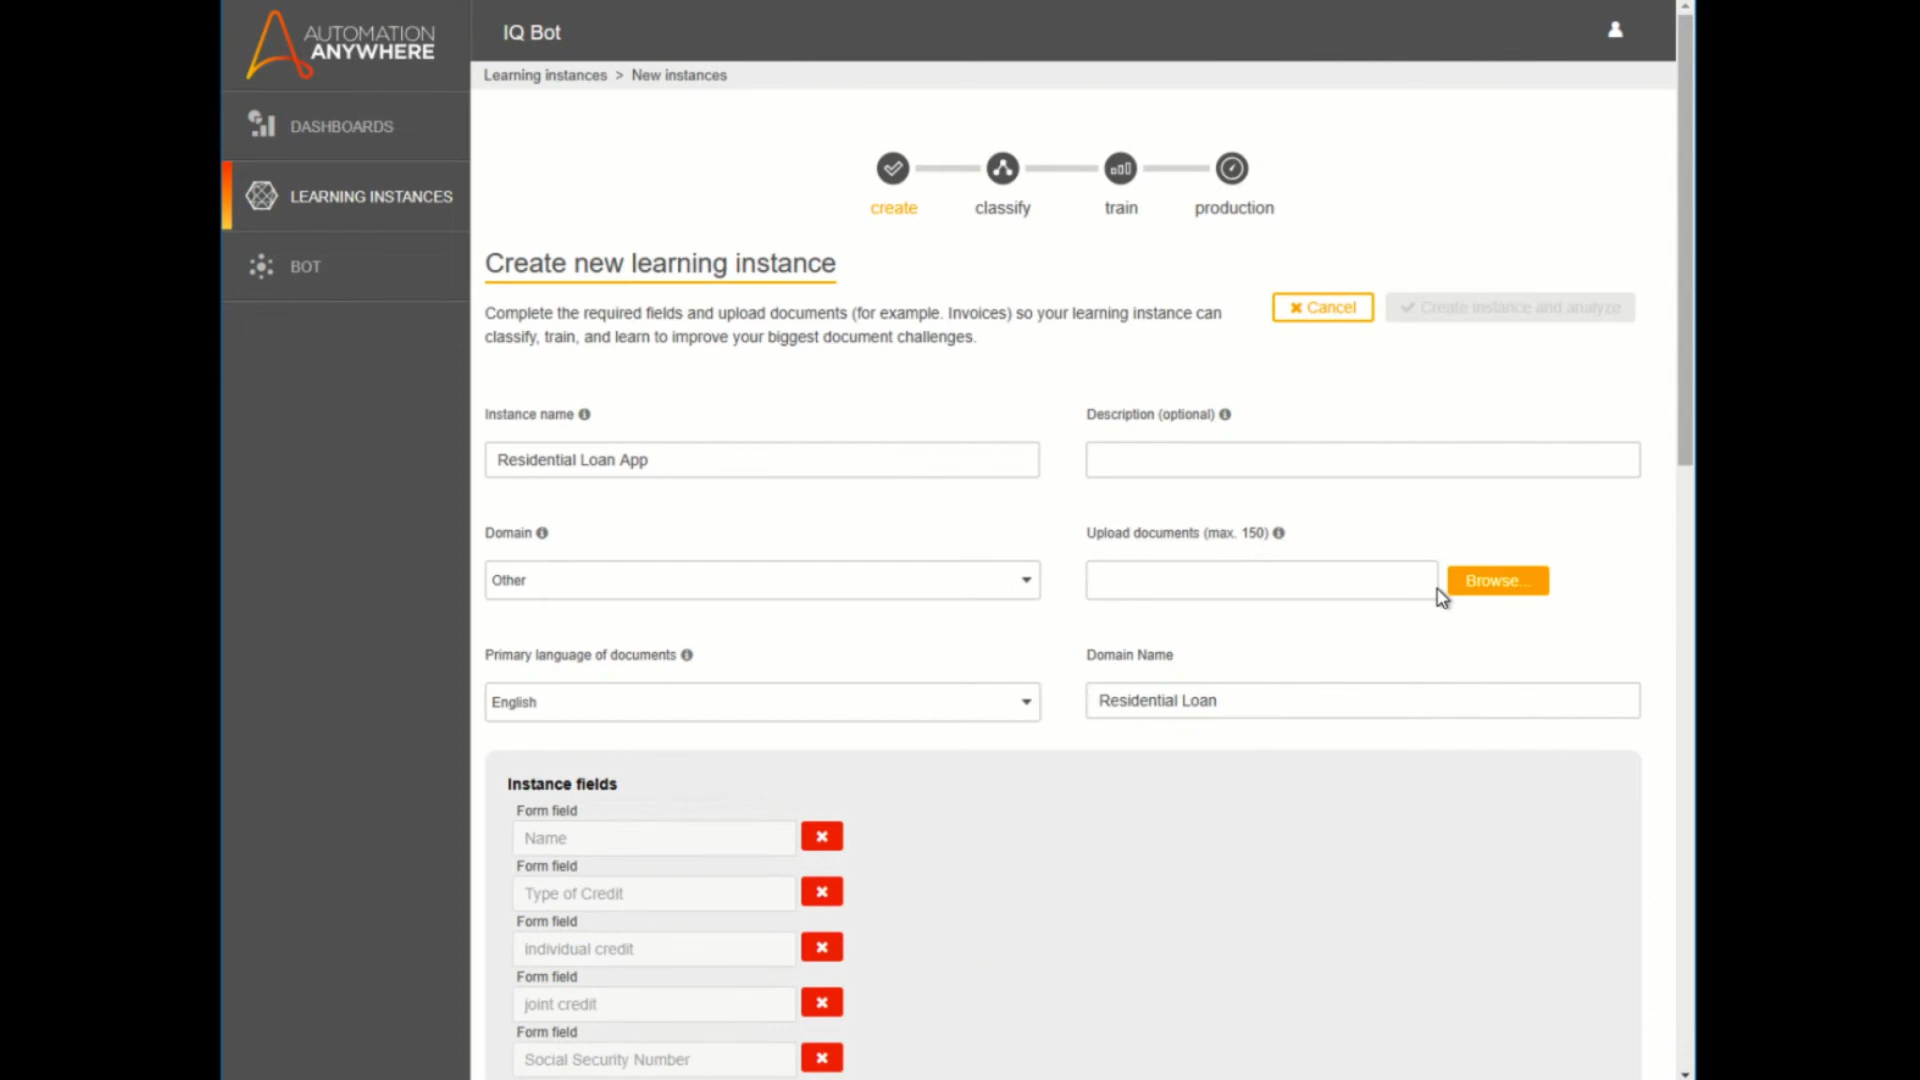 AUTOMATION
ANYWHERE
IQ Bot
Learning instances > New instances
DASHBOARDS
LEARNING INSTANCES
BOT
create
classify
train
production
Create new learning instance
Complete the required fields and upload documents (for example. Invoices) so your learning instance can
classify, train, and learn to improve your biggest document challenges.
Cancel
Create instance and analyze
Instance name
Description (optional)
Residential Loan App
Domain
Upload documents (max. 150)
Other
Browse...
Primary language of documents
Domain Name
English
Residential Loan
Instance fields
Form field
Name
Form field
Type of Credit
Form field
individual credit
Form field
joint credit
Form field
Social Security Number